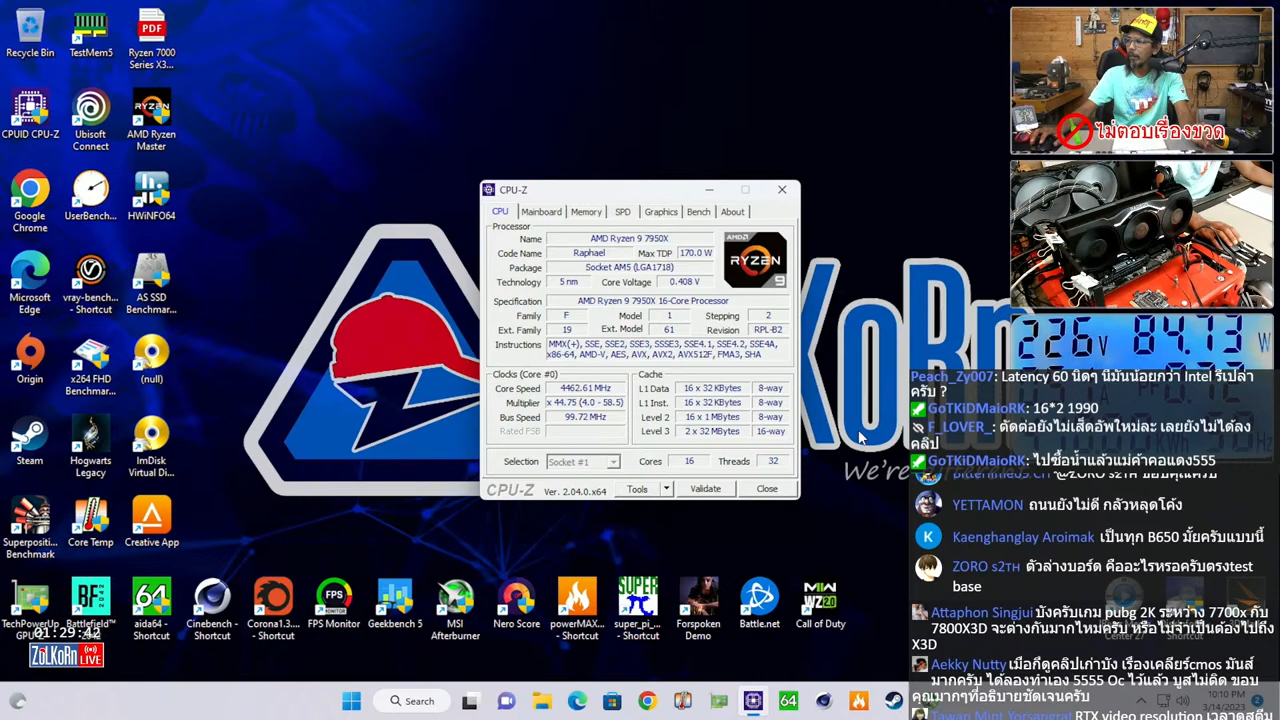 Recycle Bin
TestMem5
Ryzen 7000
Series X3...
CPUID CPU-Z
Ubisoft
Connect
AMD Ryzen
Master
Google
Chrome
UserBenc...
HWiNFO64
Microsoft
Edge
vray-bench...
- Shortcut
AS SSD
Benchmar...
Origin
x264 FHD
Benchmar...
(null)
Steam
Hogwarts
Legacy
ImDisk
Virtual Di...
Superpositi...
Benchmark
Core Temp
Creative App
TechPowerUp
GPU
Battlefield™
2042
aida64 -
Shortcut
Cinebench -
Shortcut
Corona1.3...
- Shortcut
FPS Monitor
Geekbench 5
MSI
Afterburner
Nero Score
powerMAX...
- Shortcut
super_pi_...
- Shortcut
Forspoken
Demo
Battle.net
Call of Duty
01:29:42
ZoLKoRn LIVE
CPU-Z
CPU Mainboard Memory SPD Graphics Bench About
Processor
Name AMD Ryzen 9 7950X
Code Name Raphael Max TDP 170.0 W
Package Socket AM5 (LGA1718)
Technology 5 nm Core Voltage 0.408 V
AMD
RYZEN
9
Specification AMD Ryzen 9 7950X 16-Core Processor
Family F Model 1 Stepping 2
Ext. Family 19 Ext. Model 61 Revision RPL-B2
Instructions MMX(+), SSE, SSE2, SSE3, SSSE3, SSE4.1, SSE4.2, SSE4A,
x86-64, AMD-V, AES, AVX, AVX2, AVX512F, FMA3, SHA
Clocks (Core #0)
Core Speed 4462.61 MHz
Multiplier x 44.75 (4.0 - 58.5)
Bus Speed 99.72 MHz
Rated FSB
Cache
L1 Data 16 x 32 KBytes 8-way
L1 Inst. 16 x 32 KBytes 8-way
Level 2 16 x 1 MBytes 8-way
Level 3 2 x 32 MBytes 16-way
Selection Socket #1 Cores 16 Threads 32
CPU-Z Ver. 2.04.0.x64 Tools Validate Close
We're
ไม่ตอบเรื่องขวด
226 V 84.73 W
Peach_Zy007: Latency 60 นิดๆ นี่มันน้อยกว่า Intel รึเปล่า
ครับ ?
GoTKiDMaioRK: 16*2 1990
F_LOVER_: ตัดต่อยังไม่เส็ดอัพใหม่ละ เลยยังไม่ได้ลง
คลิป
GoTKiDMaioRK: ไปซื้อน้ำแล้วแม่ค้าคอแดง555
@ZORO s2TH ขอบคุณครับ
YETTAMON ถนนยังไม่ดี กลัวหลุดโค้ง
Kaenghanglay Aroimak เป็นทุก B650 มั้ยครับแบบนี้
ZORO s2TH ตัวล่างบอร์ด คืออะไรหรอครับตรงtest
base
Attaphon Singjui บังครับเกม pubg 2K ระหว่าง 7700x กับ
7800X3D จะต่างกันมากไหมครับ หรือไม่จำเป็นต้องไปถึง
X3D
Aekky Nutty เมื่อกี้ดูคลิปเก่าบัง เรื่องเคลียร์cmos มันส์
มากครับ ได้ลองทำเอง 5555 Oc ไว้แล้ว บูสไม่ติด ขอบ
คุณมากๆที่อธิบายชัดเจนครับ
RTX video resolution
Search
10:10 PM
3/14/2023